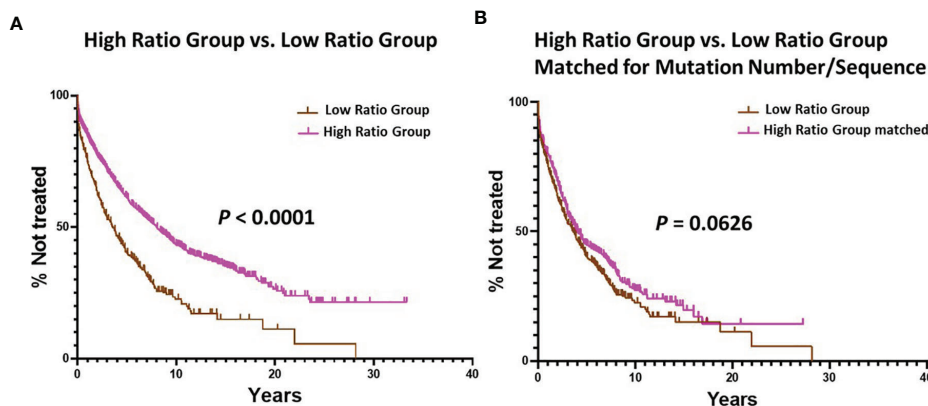 A
High Ratio Group vs. Low Ratio Group
100
50
0
% Not treated
Low Ratio Group
High Ratio Group
P < 0.0001
0
10
20
30
40
Years
B
High Ratio Group vs. Low Ratio Group
Matched for Mutation Number/Sequence
100
50
0
% Not treated
Low Ratio Group
High Ratio Group matched
P = 0.0626
0
10
20
30
40
Years